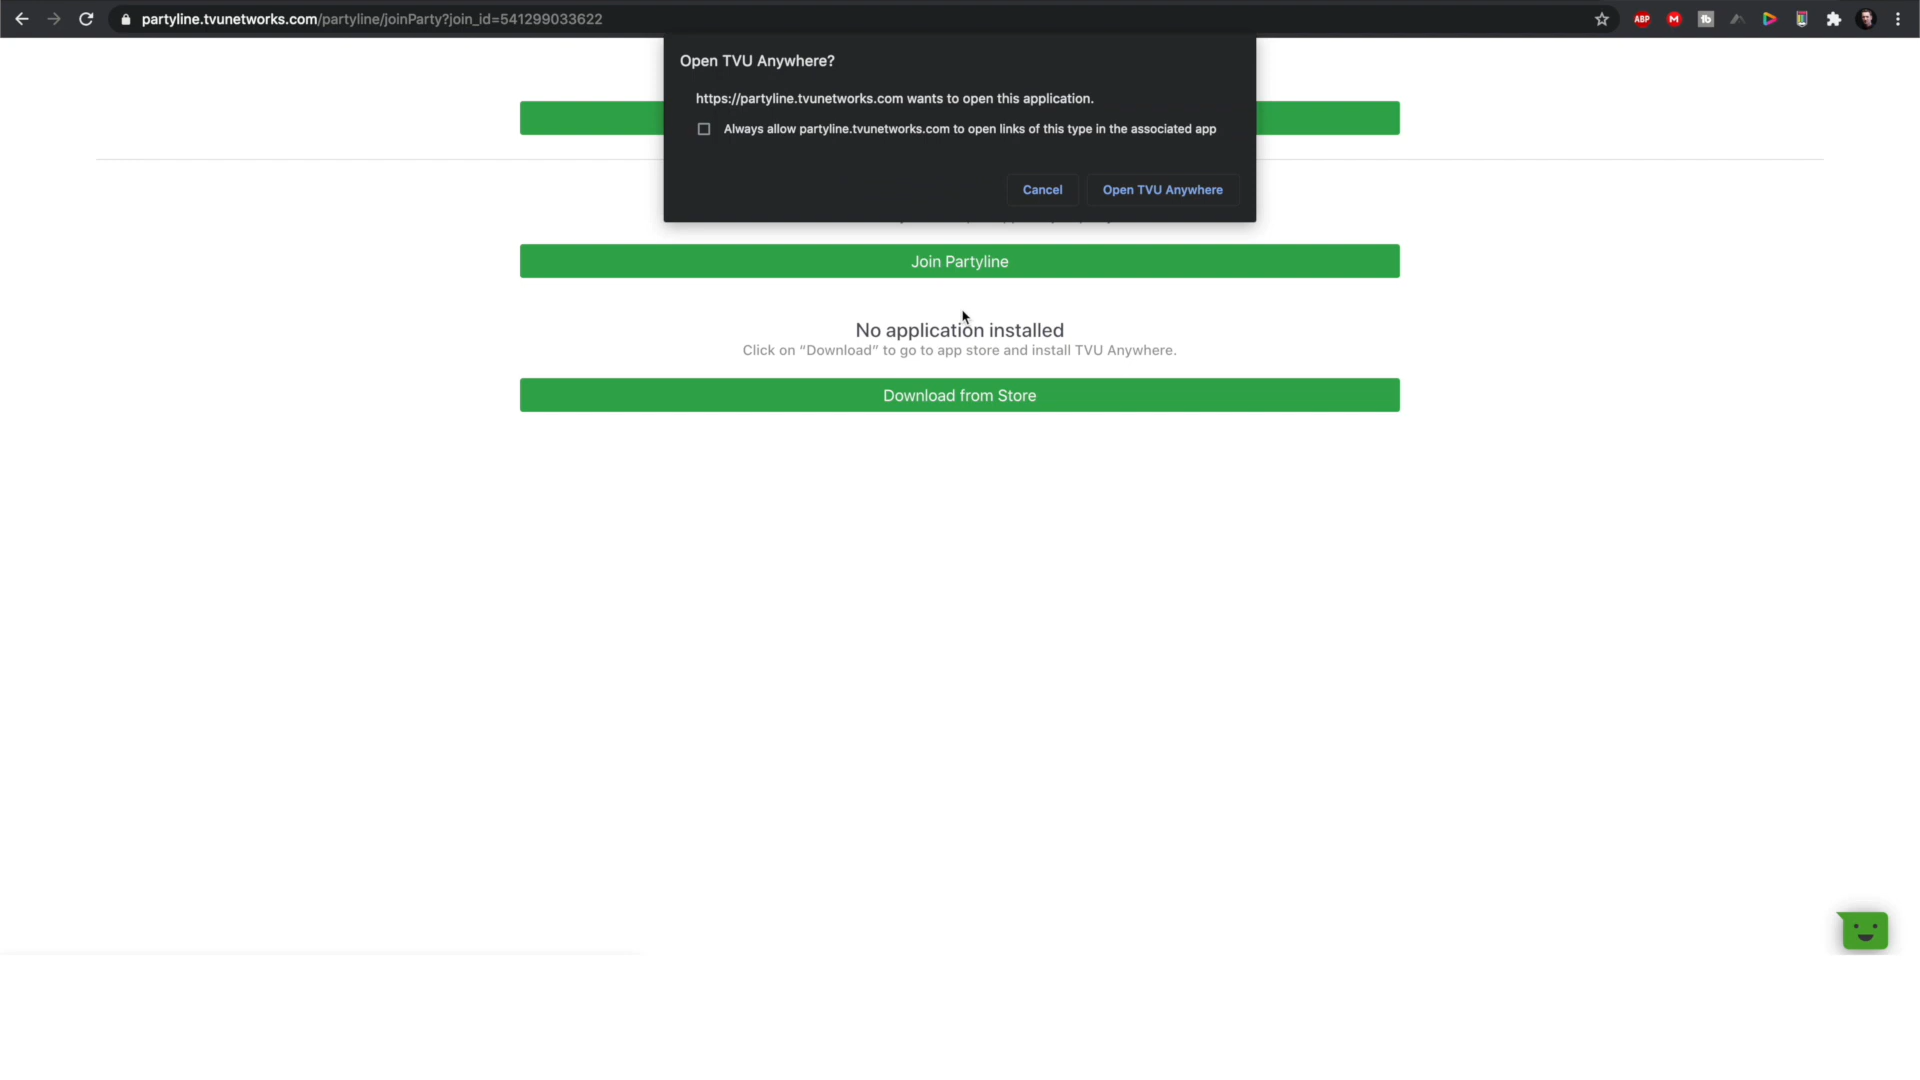 partyline.tvunetworks.com/partyline/joinParty?join_id=541299033622
ABP
M
tb
Open TVU Anywhere?
https://partyline.tvunetworks.com wants to open this application.
Always allow partyline.tvunetworks.com to open links of this type in the associated app
Cancel
Open TVU Anywhere
Join Partyline
No application installed
Click on “Download” to go to app store and install TVU Anywhere.
Download from Store